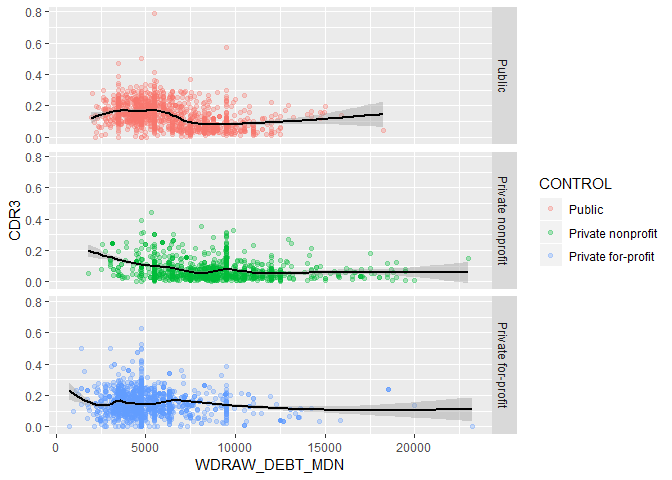 0.8
0.6
0.4
0.2
0.0
Public
0.8
0.6
0.4
0.2
0.0
Private nonprofit
0.8
0.6
0.4
0.2
0.0
Private for-profit
CDR3
0 5000 10000 15000 20000
WDRAW_DEBT_MDN
CONTROL
Public
Private nonprofit
Private for-profit